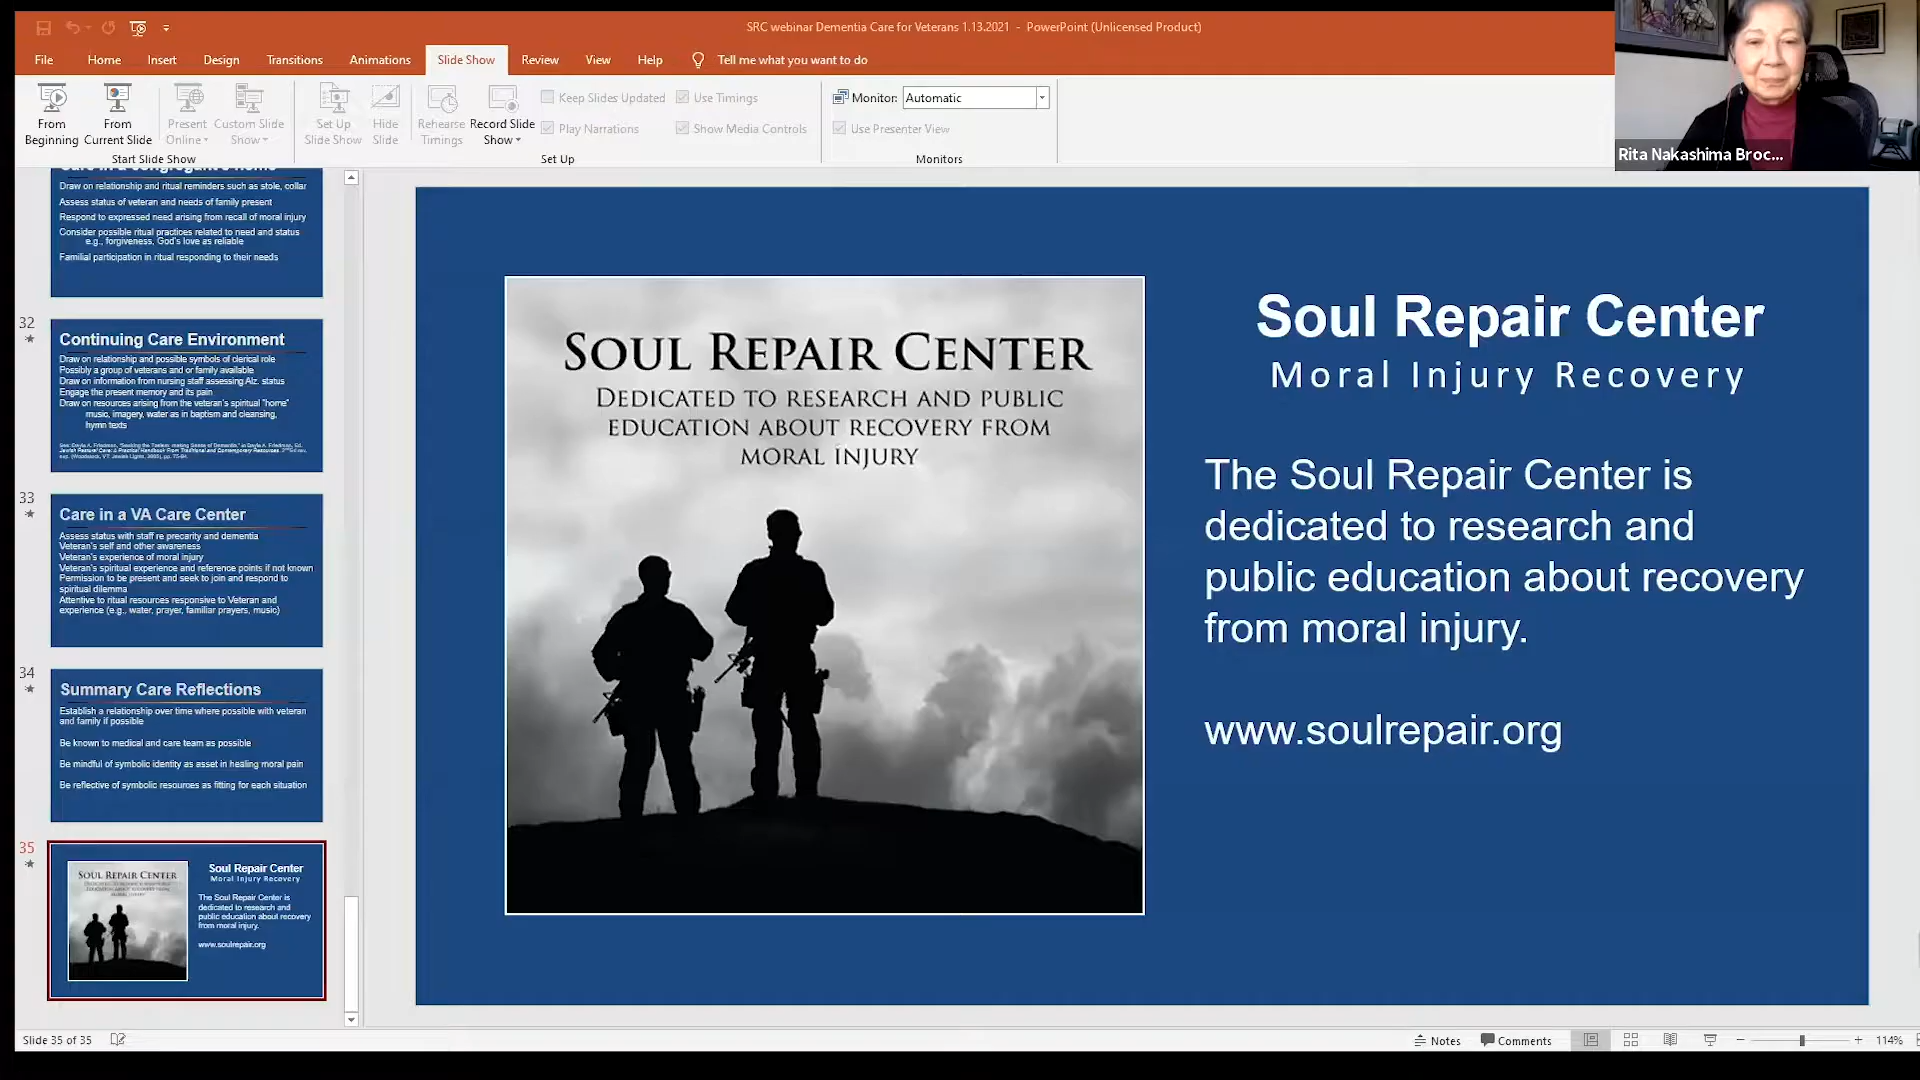 SRC webinar Dementia Care for Veterans 1.13.2021 - PowerPoint (Unlicensed Product)
File Home Insert Design Transitions Animations Slide Show Review View Help Tell me what you want to do
From Beginning
From Current Slide
Present Online
Custom Slide Show
Start Slide Show
Set Up Slide Show
Hide Slide
Rehearse Timings
Record Slide Show
Keep Slides Updated
Play Narrations
Use Timings
Show Media Controls
Set Up
Monitor: Automatic
Use Presenter View
Monitors
Rita Nakashima Broc...
Care in a Congregant's Home
Draw on relationship and ritual reminders such as stole, collar
Assess status of veteran and needs of family present
Respond to expressed need arising from recall of moral injury
Consider possible ritual practices related to need and status
e.g., forgiveness, God's love as reliable
Familial participation in ritual responding to their needs
32
Continuing Care Environment
Draw on relationship and possible symbols of clerical role
Possibly a group of veterans and or family available
Draw on information from nursing staff assessing Alz. status
Engage the present memory and its pain
Draw on resources arising from the veteran's spiritual "home"
music, imagery, water as in baptism and cleansing,
hymn texts
33
Care in a VA Care Center
Assess status with staff re precarity and dementia
Veteran's self and other awareness
Veteran's experience of moral injury
Veteran's spiritual experience and reference points if not known
Permission to be present and seek to join and respond to
spiritual dilemma
Attentive to ritual resources responsive to Veteran and
experience (e.g., water, prayer, familiar prayers, music)
34
Summary Care Reflections
Establish a relationship over time where possible with veteran
and family if possible
Be known to medical and care team as possible
Be mindful of symbolic identity as asset in healing moral pain
Be reflective of symbolic resources as fitting for each situation
35
SOUL REPAIR CENTER
DEDICATED TO RESEARCH AND PUBLIC
EDUCATION ABOUT RECOVERY FROM
MORAL INJURY
Soul Repair Center
Moral Injury Recovery
The Soul Repair Center is
dedicated to research and
public education about recovery
from moral injury.
www.soulrepair.org
SOUL REPAIR CENTER
DEDICATED TO RESEARCH AND PUBLIC
EDUCATION ABOUT RECOVERY FROM
MORAL INJURY
Soul Repair Center
Moral Injury Recovery
The Soul Repair Center is
dedicated to research and
public education about recovery
from moral injury.
www.soulrepair.org
Slide 35 of 35
Notes Comments 114%